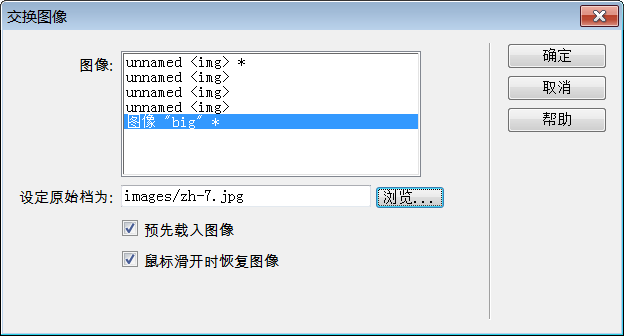 交换图像
图像:
unnamed <img> *
unnamed <img>
unnamed <img>
unnamed <img>
图像 "big" *
设定原始档为:
images/zh-7.jpg
浏览...
预先载入图像
鼠标滑开时恢复图像
确定
取消
帮助